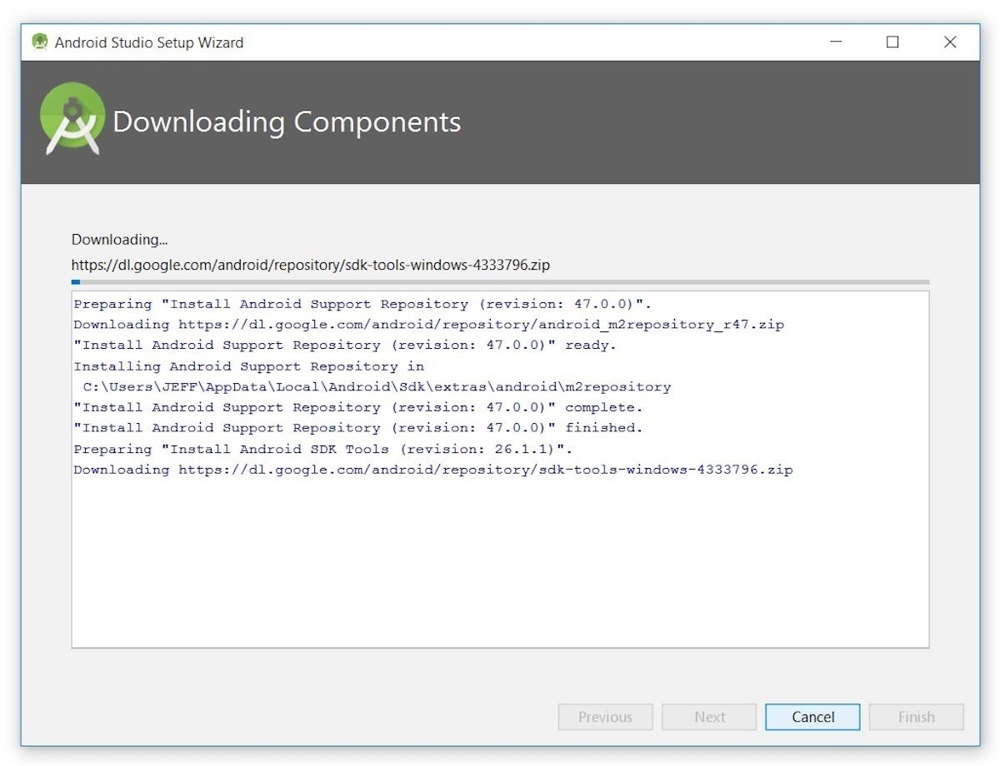 Android Studio Setup Wizard
Downloading Components
Downloading...
https://dl.google.com/android/repository/sdk-tools-windows-4333796.zip
Preparing "Install Android Support Repository (revision: 47.0.0)".
Downloading https://dl.google.com/android/repository/android_m2repository_r47.zip
"Install Android Support Repository (revision: 47.0.0)" ready.
Installing Android Support Repository in
C:\Users\JEFF\AppData\Local\Android\Sdk\extras\android\m2repository
"Install Android Support Repository (revision: 47.0.0)" complete.
"Install Android Support Repository (revision: 47.0.0)" finished.
Preparing "Install Android SDK Tools (revision: 26.1.1)".
Downloading https://dl.google.com/android/repository/sdk-tools-windows-4333796.zip
Previous Next Cancel Finish